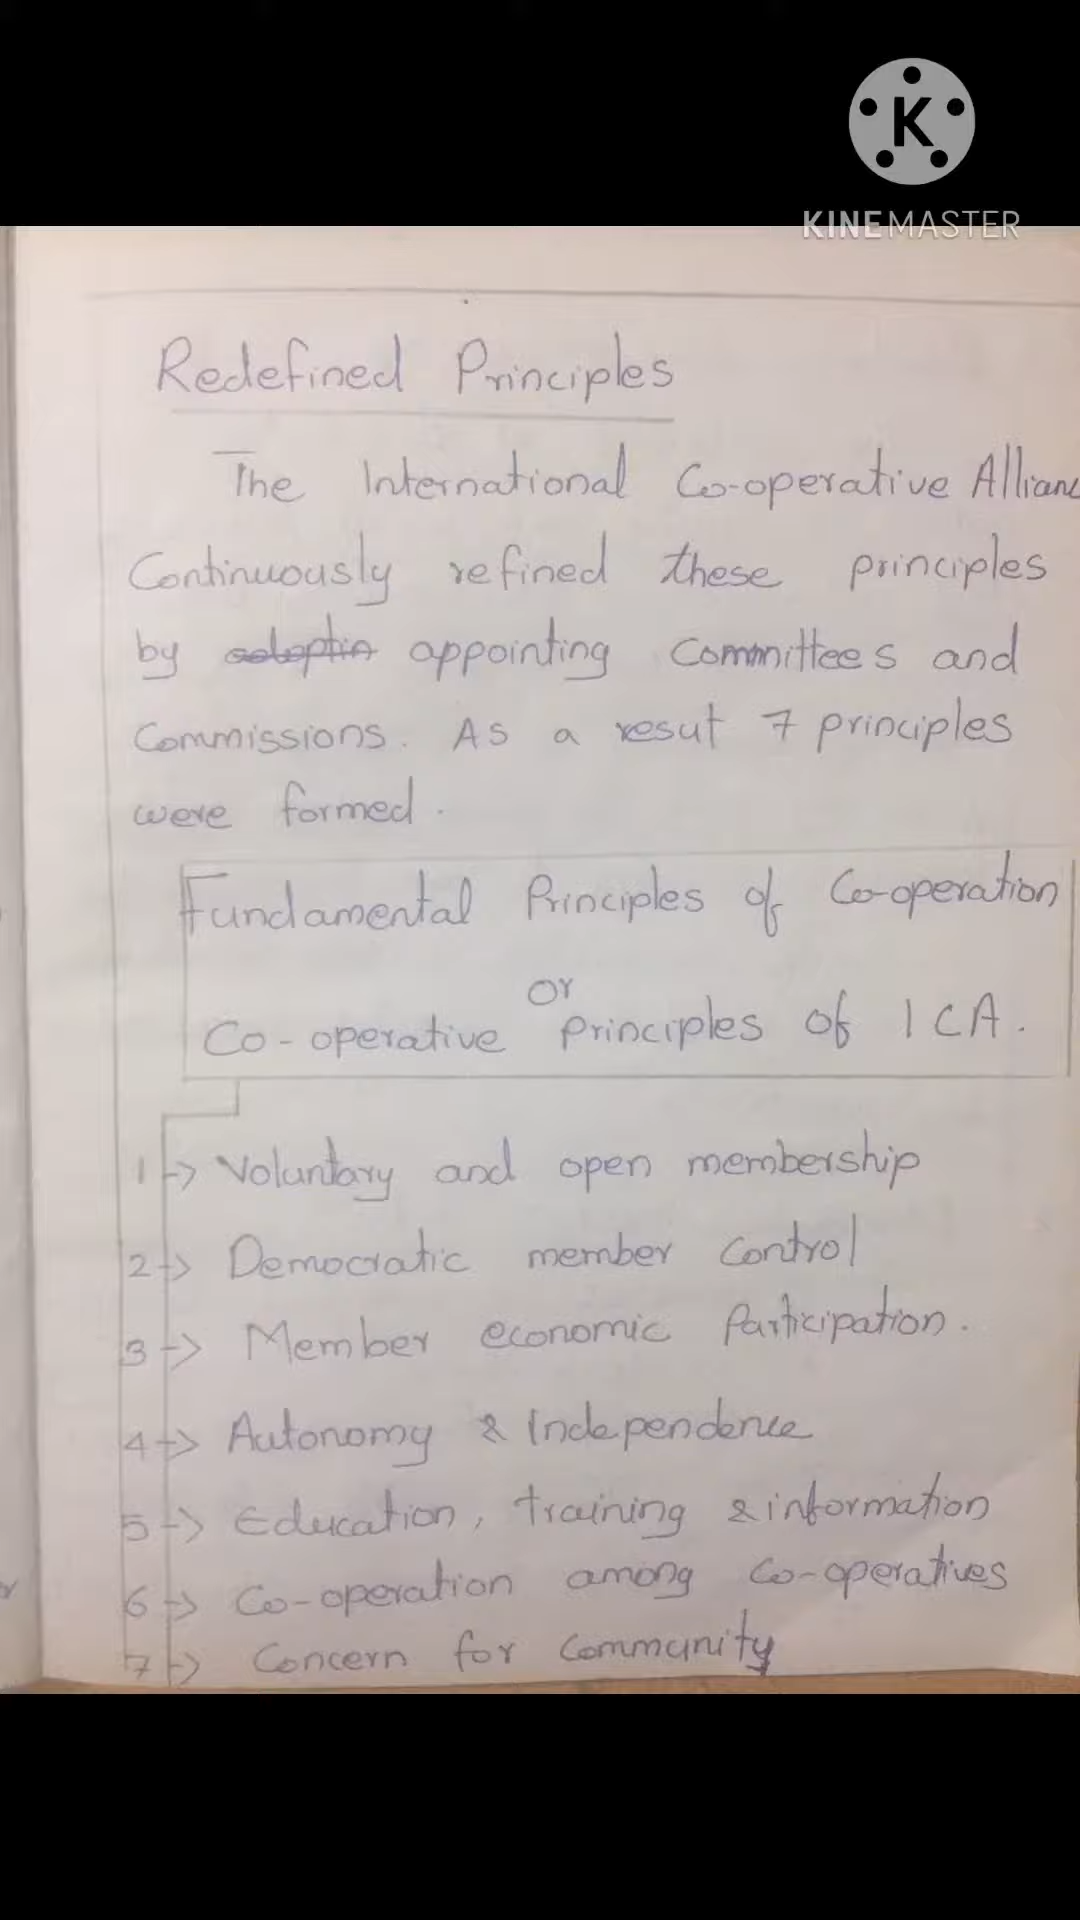 KINEMASTER
Redefined Principles
The International Co-operative Allianc
Continuously refined these principles
by adoptin appointing Committees and
Commissions. As a resut 7 principles
were formed.
Fundamental Principles of Co-operation
or
Co-operative Principles of ICA.
1 -> Voluntary and open membership
2 -> Democratic member Control
3 -> Member economic Participation.
4 -> Autonomy & Independence
5 -> Education, training & information
6 -> Co-operation among Co-operatives
7 -> Concern for Community